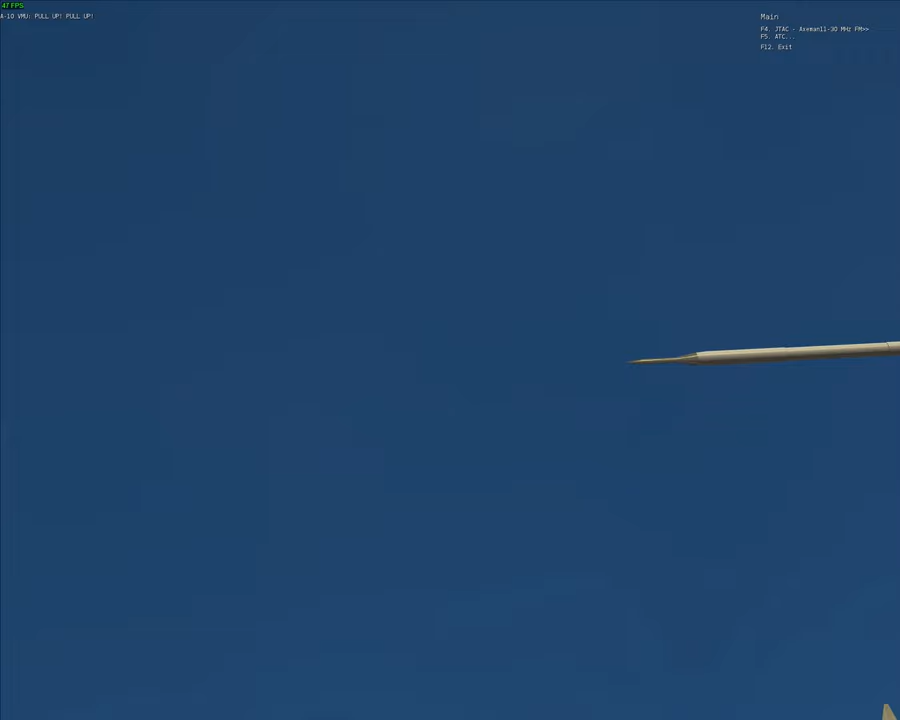 47 FPS
A-10 VMU: PULL UP! PULL UP!
Main
F4. JTAC - Axeman11-30 MHz FM>>
F5. ATC...
F12. Exit